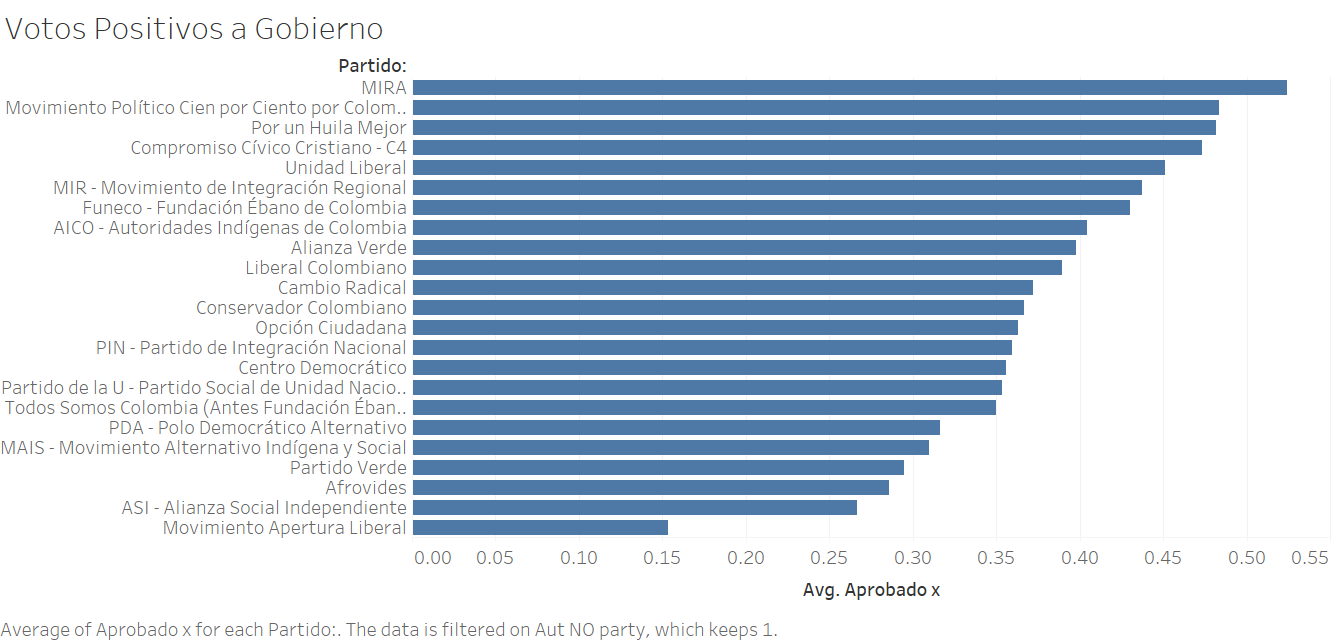 Votos Positivos a Gobierno
Partido:
MIRA
Movimiento Político Cien por Ciento por Colom..
Por un Huila Mejor
Compromiso Cívico Cristiano - C4
Unidad Liberal
MIR - Movimiento de Integración Regional
Funeco - Fundación Ébano de Colombia
AICO - Autoridades Indígenas de Colombia
Alianza Verde
Liberal Colombiano
Cambio Radical
Conservador Colombiano
Opción Ciudadana
PIN - Partido de Integración Nacional
Centro Democrático
Partido de la U - Partido Social de Unidad Nacio..
Todos Somos Colombia (Antes Fundación Éban..
PDA - Polo Democrático Alternativo
MAIS - Movimiento Alternativo Indígena y Social
Partido Verde
Afrovides
ASI - Alianza Social Independiente
Movimiento Apertura Liberal
0.00 0.05 0.10 0.15 0.20 0.25 0.30 0.35 0.40 0.45 0.50 0.55
Avg. Aprobado x
Average of Aprobado x for each Partido:. The data is filtered on Aut NO party, which keeps 1.